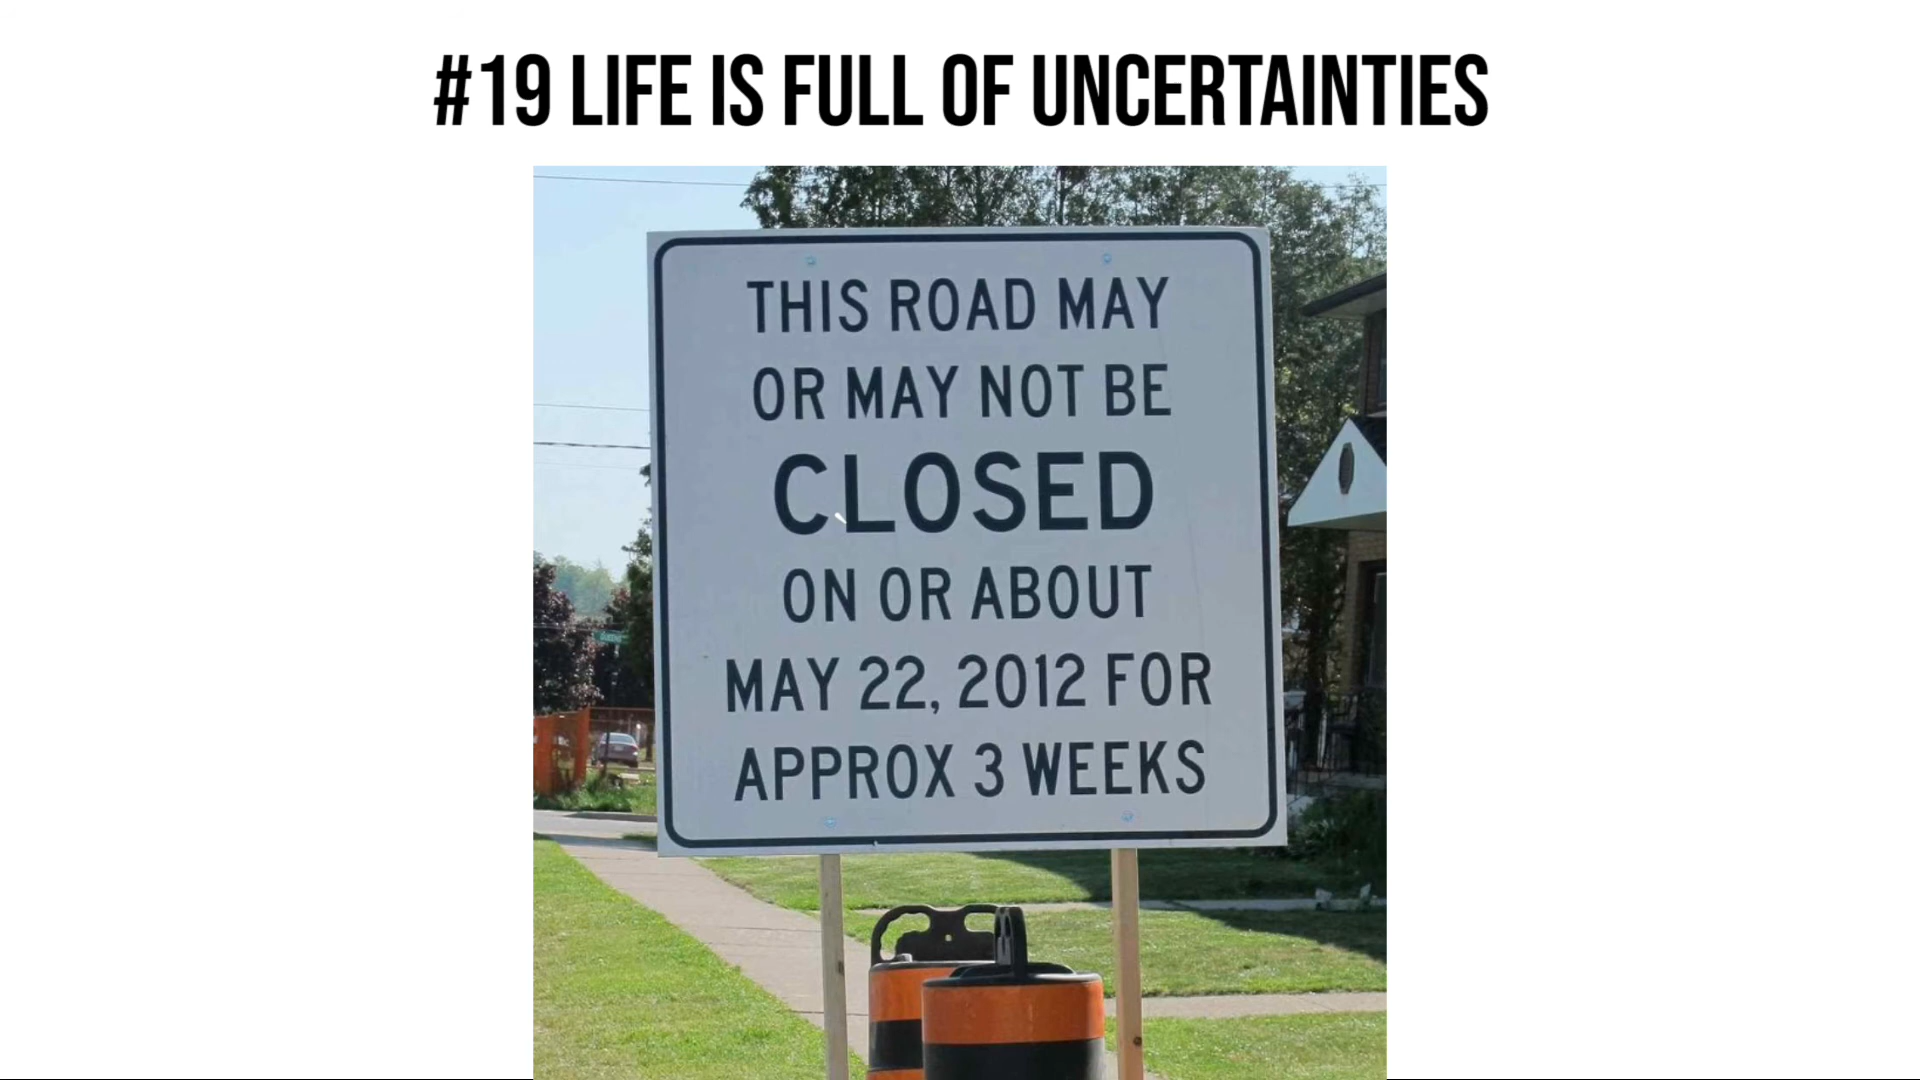 #19 LIFE IS FULL OF UNCERTAINTIES
THIS ROAD MAY
OR MAY NOT BE
CLOSED
ON OR ABOUT
MAY 22, 2012 FOR
APPROX 3 WEEKS